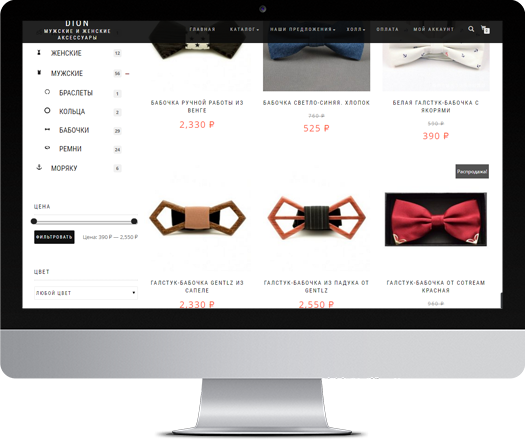 DION
МУЖСКИЕ И ЖЕНСКИЕ
АКСЕССУАРЫ
ГЛАВНАЯ
КАТАЛОГ
НАШИ ПРЕДЛОЖЕНИЯ
ХОЛЛ
ОПЛАТА
МОЙ АККАУНТ
ЖЕНСКИЕ 12
МУЖСКИЕ 56 —
БРАСЛЕТЫ 1
КОЛЬЦА 2
БАБОЧКИ 29
РЕМНИ 24
МОРЯКУ 6
ЦЕНА
ФИЛЬТРОВАТЬ Цена: 390 ₽ — 2,550 ₽
ЦВЕТ
ЛЮБОЙ ЦВЕТ
БАБОЧКА РУЧНОЙ РАБОТЫ ИЗ
ВЕНГЕ
2,330 ₽
БАБОЧКА СВЕТЛО-СИНЯЯ. ХЛОПОК
525 ₽
БЕЛАЯ ГАЛСТУК-БАБОЧКА С
ЯКОРЯМИ
390 ₽
Распродажа!
ГАЛСТУК-БАБОЧКА GENTLZ ИЗ
САПЕЛЕ
2,330 ₽
ГАЛСТУК-БАБОЧКА ИЗ ПАДУКА ОТ
GENTLZ
2,550 ₽
ГАЛСТУК-БАБОЧКА ОТ COTREAM
КРАСНАЯ